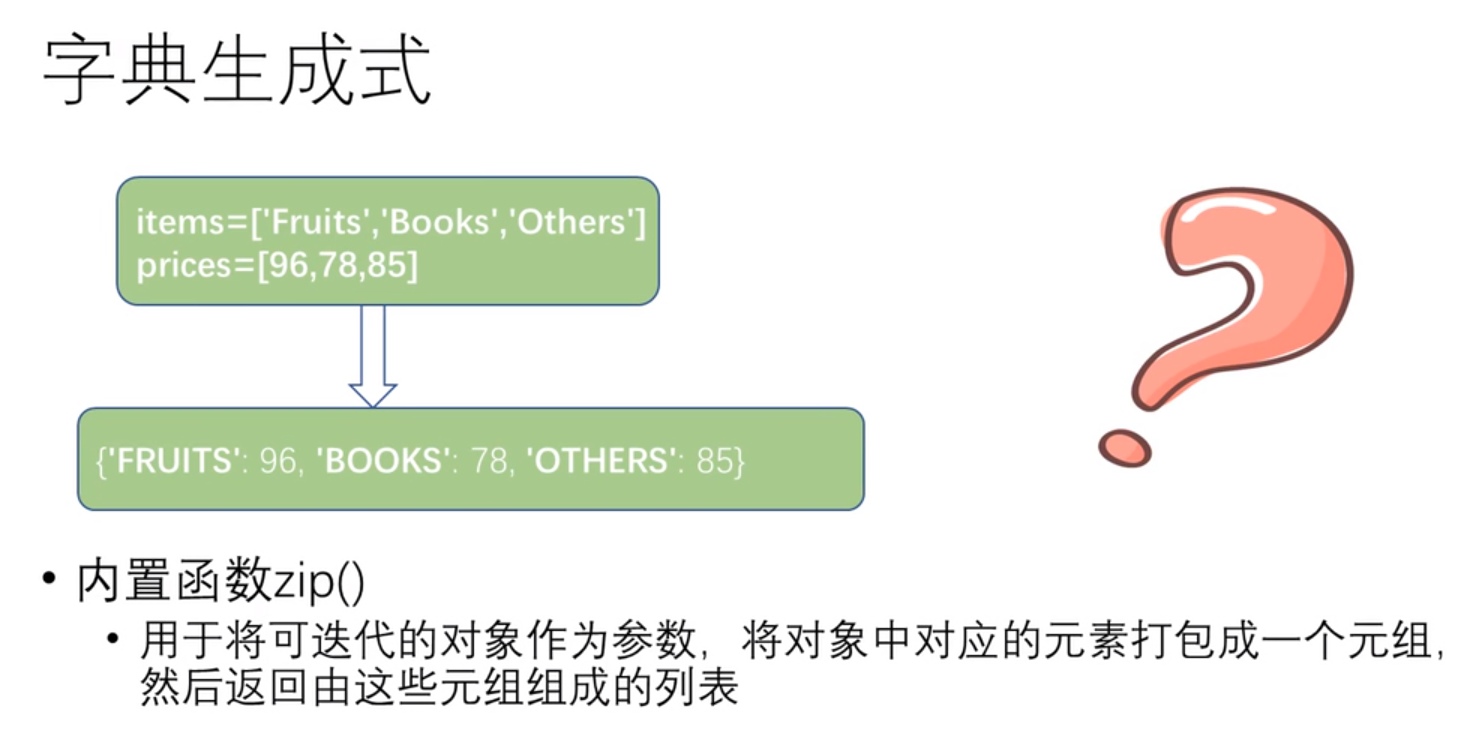 字典生成式
items=['Fruits','Books','Others']
prices=[96,78,85]
{'FRUITS': 96, 'BOOKS': 78, 'OTHERS': 85}
• 内置函数zip()
• 用于将可迭代的对象作为参数，将对象中对应的元素打包成一个元组，
然后返回由这些元组组成的列表